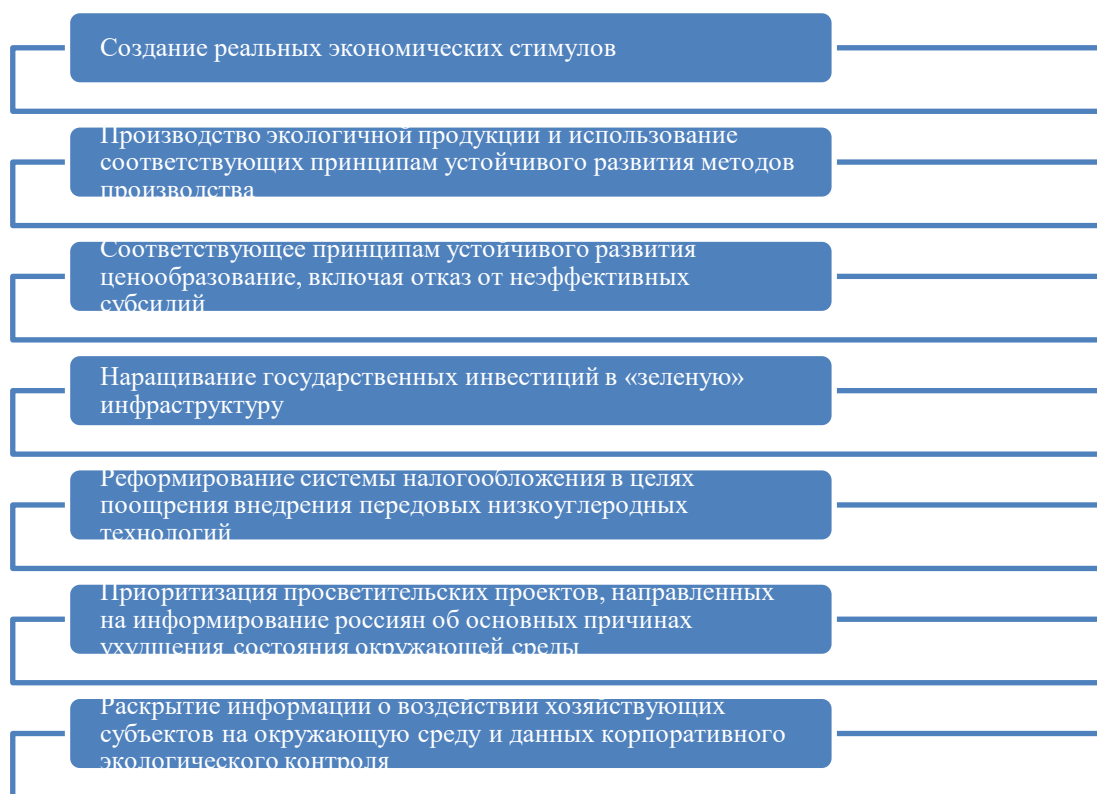 Создание реальных экономических стимулов
Производство экологичной продукции и использование
соответствующих принципам устойчивого развития методов
производства
Соответствующее принципам устойчивого развития
ценообразование, включая отказ от неэффективных
субсидий
Наращивание государственных инвестиций в «зеленую»
инфраструктуру
Реформирование системы налогообложения в целях
поощрения внедрения передовых низкоуглеродных
технологий
Приоритизация просветительских проектов, направленных
на информирование россиян об основных причинах
ухудшения состояния окружающей среды
Раскрытие информации о воздействии хозяйствующих
субъектов на окружающую среду и данных корпоративного
экологического контроля